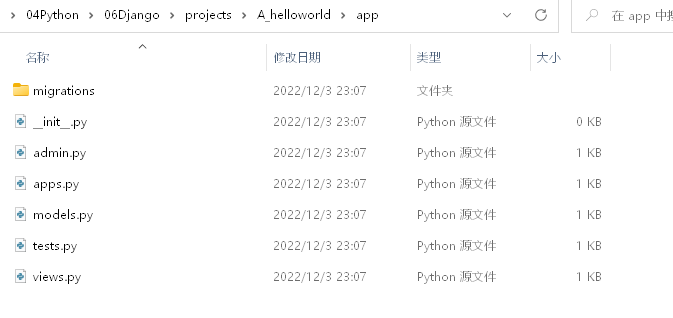 04Python 06Django projects A_helloworld app 在 app 中
名称 修改日期 类型 大小
migrations 2022/12/3 23:07 文件夹
__init__.py 2022/12/3 23:07 Python 源文件 0 KB
admin.py 2022/12/3 23:07 Python 源文件 1 KB
apps.py 2022/12/3 23:07 Python 源文件 1 KB
models.py 2022/12/3 23:07 Python 源文件 1 KB
tests.py 2022/12/3 23:07 Python 源文件 1 KB
views.py 2022/12/3 23:07 Python 源文件 1 KB